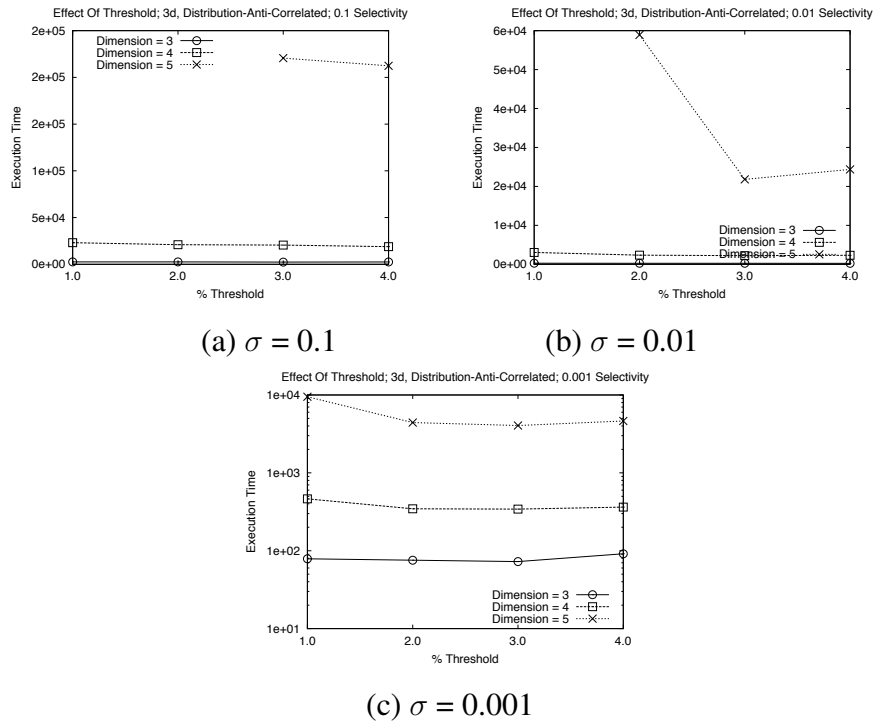 Effect Of Threshold; 3d, Distribution-Anti-Correlated; 0.1 Selectivity
2e+05
2e+05
2e+05
1e+05
5e+04
0e+00
Execution Time
Dimension = 3
Dimension = 4
Dimension = 5
1.0 2.0 3.0 4.0
% Threshold
(a) σ = 0.1
Effect Of Threshold; 3d, Distribution-Anti-Correlated; 0.01 Selectivity
6e+04
5e+04
4e+04
3e+04
2e+04
1e+04
0e+00
Execution Time
Dimension = 3
Dimension = 4
Dimension = 5
1.0 2.0 3.0 4.0
% Threshold
(b) σ = 0.01
Effect Of Threshold; 3d, Distribution-Anti-Correlated; 0.001 Selectivity
1e+04
1e+03
1e+02
1e+01
Execution Time
Dimension = 3
Dimension = 4
Dimension = 5
1.0 2.0 3.0 4.0
% Threshold
(c) σ = 0.001